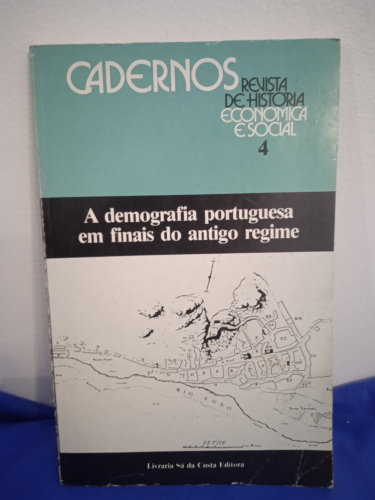 CADERNOS
REVISTA
DE HISTÓRIA
ECONÓMICA
E SOCIAL
4
A demografia portuguesa
em finais do antigo regime
RIO
Livraria Sá da Costa Editora